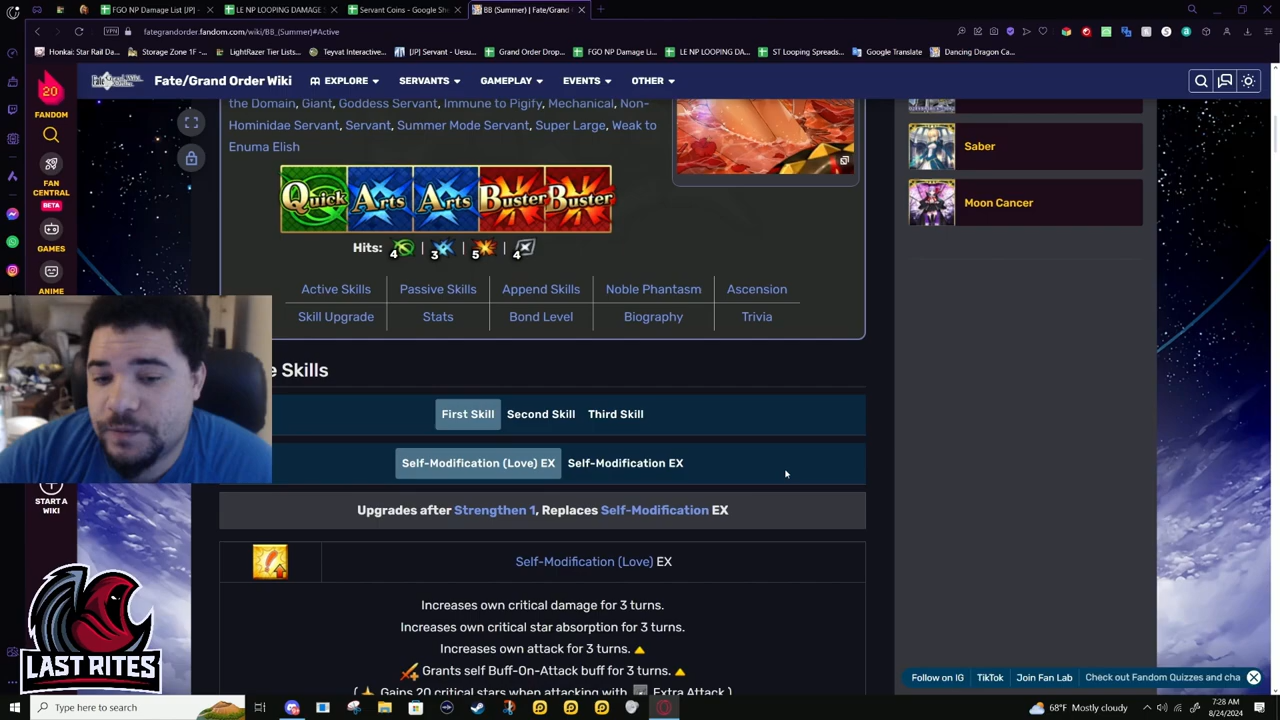 FGO NP Damage List [JP]
LE NP LOOPING DAMAGE
Servant Coins - Google She
BB (Summer) | Fate/Grand
VPN
fategrandorder.fandom.com/wiki/BB_(Summer)#Active
Honkai: Star Rail Da...
Storage Zone 1F -...
LightRazer Tier Lists...
Teyvat Interactive...
[JP] Servant - Uesu...
Grand Order Drop...
FGO NP Damage Li...
LE NP LOOPING DA...
ST Looping Spreads...
Google Translate
Dancing Dragon Ca...
20
FANDOM
FAN CENTRAL
BETA
GAMES
ANIME
START A WIKI
Fate/Grand Order Wiki
EXPLORE
SERVANTS
GAMEPLAY
EVENTS
OTHER
the Domain, Giant, Goddess Servant, Immune to Pigify, Mechanical, Non-
Hominidae Servant, Servant, Summer Mode Servant, Super Large, Weak to
Enuma Elish
Quick Arts Arts Buster Buster
Hits: 4 | 3 | 5 | 4
Active Skills Passive Skills Append Skills Noble Phantasm Ascension
Skill Upgrade Stats Bond Level Biography Trivia
Saber
Moon Cancer
e Skills
First Skill Second Skill Third Skill
Self-Modification (Love) EX Self-Modification EX
Upgrades after Strengthen 1, Replaces Self-Modification EX
Self-Modification (Love) EX
Increases own critical damage for 3 turns.
Increases own critical star absorption for 3 turns.
Increases own attack for 3 turns.
Grants self Buff-On-Attack buff for 3 turns.
( Gains 20 critical stars when attacking with Extra Attack )
LAST RITES
Follow on IG TikTok Join Fan Lab Check out Fandom Quizzes and cha
Type here to search
68°F Mostly cloudy
7:28 AM
8/24/2024